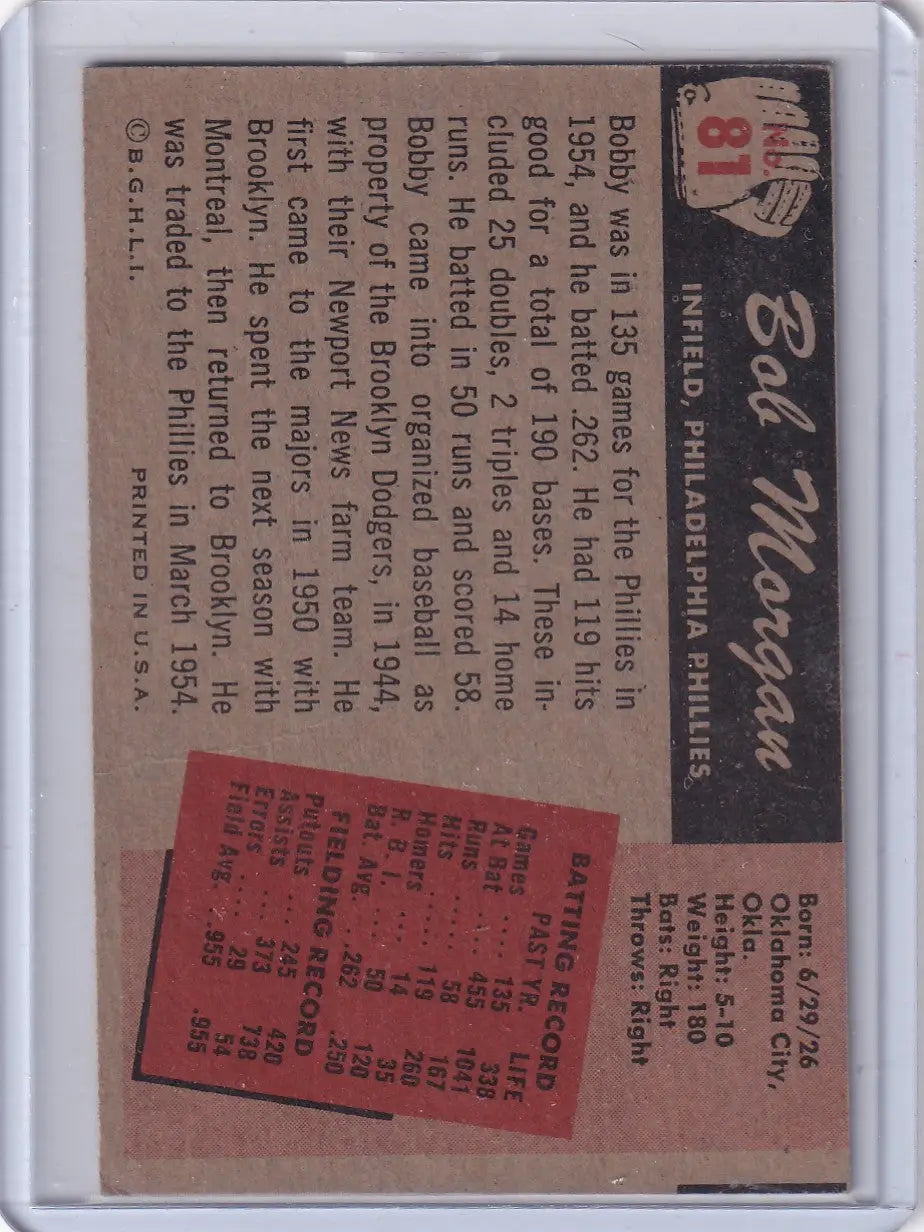 No.
81
Bob Morgan
INFIELD, PHILADELPHIA PHILLIES
Born: 6/29/26
Oklahoma City,
Okla.
Height: 5-10
Weight: 180
Bats: Right
Throws: Right
Bobby was in 135 games for the Phillies in
1954, and he batted .262. He had 119 hits
good for a total of 190 bases. These in-
cluded 25 doubles, 2 triples and 14 home
runs. He batted in 50 runs and scored 58.
Bobby came into organized baseball as
property of the Brooklyn Dodgers, in 1944,
with their Newport News farm team. He
first came to the majors in 1950 with
Brooklyn. He spent the next season with
Montreal, then returned to Brooklyn. He
was traded to the Phillies in March 1954.
© B.G.H.L.I. PRINTED IN U.S.A.
BATTING RECORD
PAST YR. LIFE
Games .... 135 338
At Bat .... 455 1041
Runs ..... 58 167
Hits ..... 119 260
Homers .... 14 35
R. B. I. .... 50 120
Bat. Avg. ... .262 .250
FIELDING RECORD
Putouts ... 245 420
Assists ... 373 738
Errors .... 29 54
Field Avg. .. .955 .955